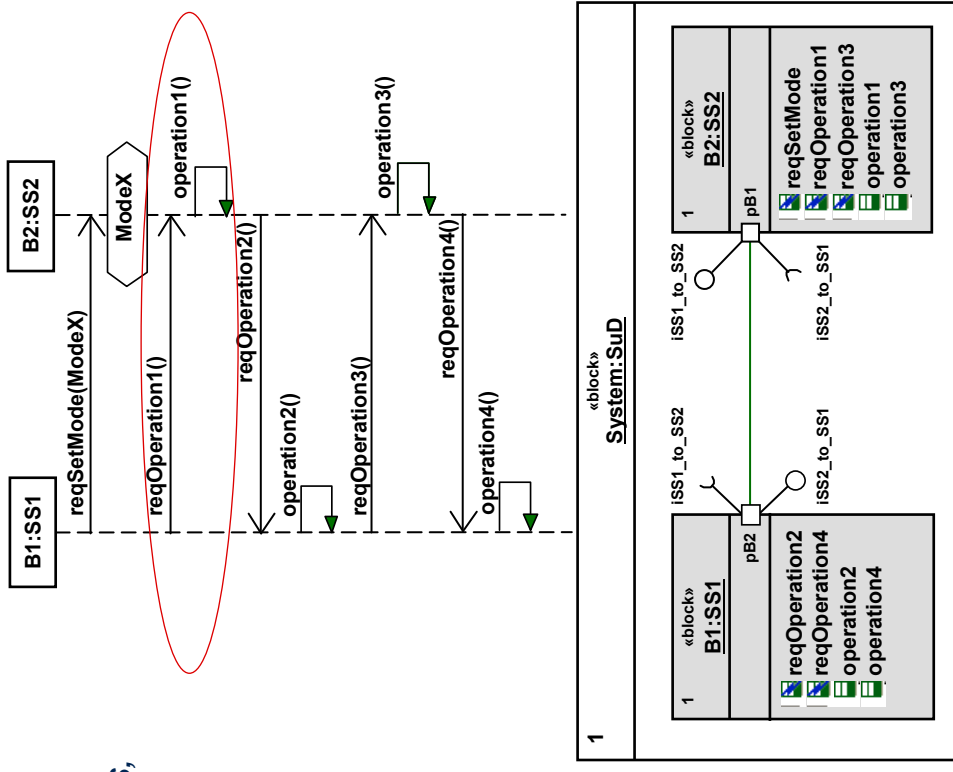 B1:SS1
B2:SS2
reqSetMode(ModeX)
ModeX
reqOperation1()
operation1()
reqOperation2()
operation2()
reqOperation3()
operation3()
reqOperation4()
operation4()
«block»
System:SuD
1
1
«block»
B1:SS1
pB2
reqOperation2
reqOperation4
operation2
operation4
iSS1_to_SS2
iSS2_to_SS1
iSS1_to_SS2
iSS2_to_SS1
1
«block»
B2:SS2
pB1
reqSetMode
reqOperation1
reqOperation3
operation1
operation3